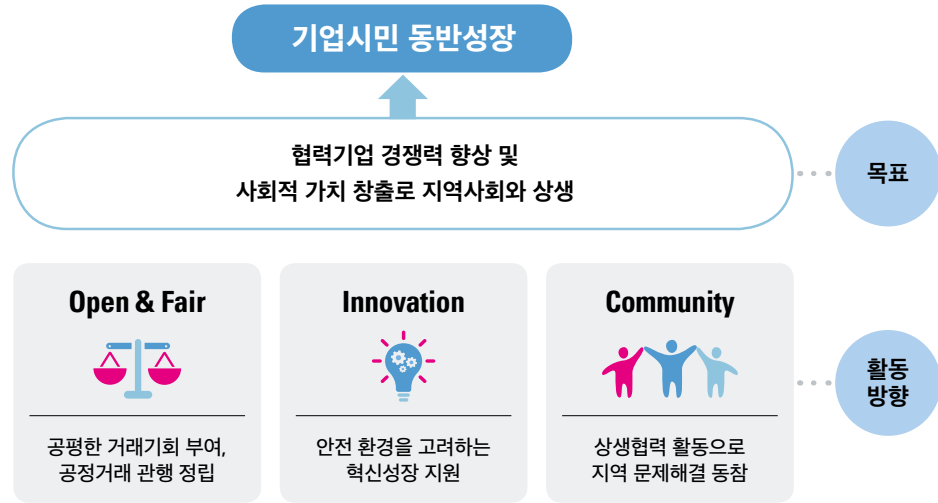 기업시민 동반성장
협력기업 경쟁력 향상 및
사회적 가치 창출로 지역사회와 상생
목표
Open & Fair
공평한 거래기회 부여,
공정거래 관행 정립
Innovation
안전 환경을 고려하는
혁신성장 지원
Community
상생협력 활동으로
지역 문제해결 동참
활동
방향